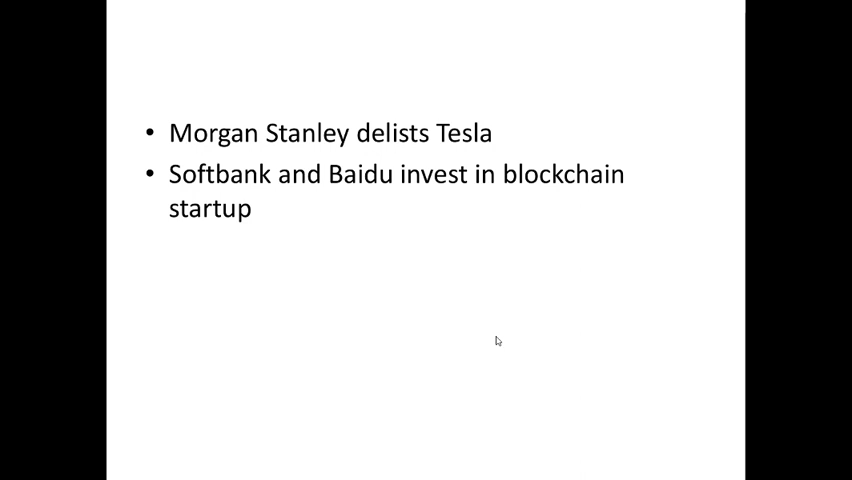 • Morgan Stanley delists Tesla
• Softbank and Baidu invest in blockchain
startup